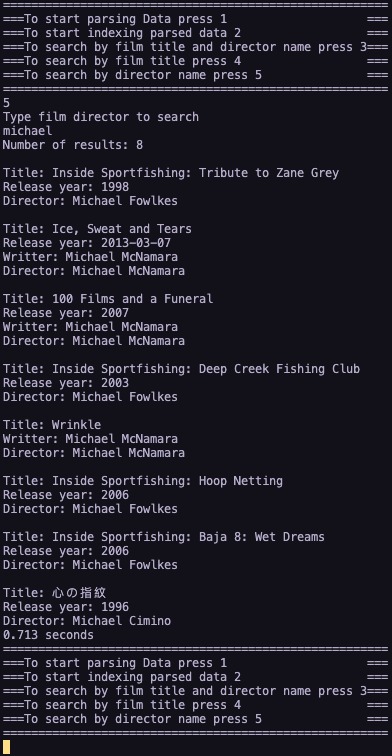 =======================================================
===To start parsing Data press 1                    ===
===To start indexing parsed data 2                  ===
===To search by film title and director name press 3===
===To search by film title press 4                  ===
===To search by director name press 5               ===
=======================================================
5
Type film director to search
michael
Number of results: 8

Title: Inside Sportfishing: Tribute to Zane Grey
Release year: 1998
Director: Michael Fowlkes

Title: Ice, Sweat and Tears
Release year: 2013-03-07
Writter: Michael McNamara
Director: Michael McNamara

Title: 100 Films and a Funeral
Release year: 2007
Writter: Michael McNamara
Director: Michael McNamara

Title: Inside Sportfishing: Deep Creek Fishing Club
Release year: 2003
Director: Michael Fowlkes

Title: Wrinkle
Writter: Michael McNamara
Director: Michael McNamara

Title: Inside Sportfishing: Hoop Netting
Release year: 2006
Director: Michael Fowlkes

Title: Inside Sportfishing: Baja 8: Wet Dreams
Release year: 2006
Director: Michael Fowlkes

Title: 心の指紋
Release year: 1996
Director: Michael Cimino
0.713 seconds
=======================================================
===To start parsing Data press 1                    ===
===To start indexing parsed data 2                  ===
===To search by film title and director name press 3===
===To search by film title press 4                  ===
===To search by director name press 5               ===
=======================================================